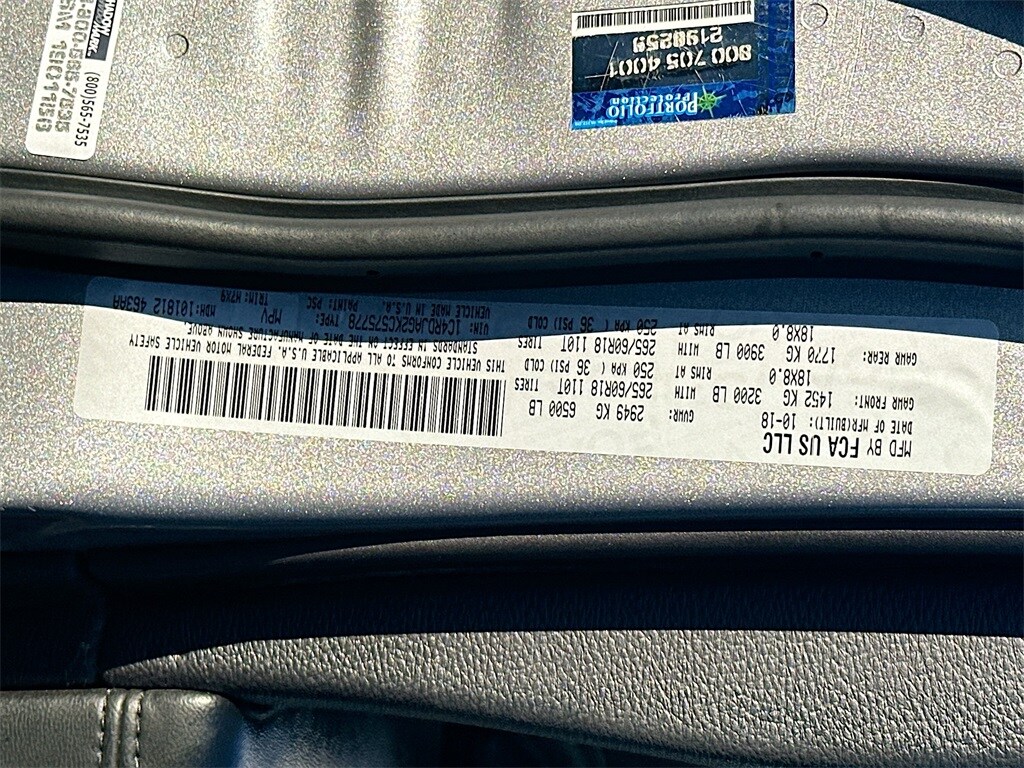 MFD BY FCA US LLC
DATE OF MFR(BUILT): 10-18 GVWR: 2949 KG 6500 LB
GAWR FRONT: 1452 KG 3200 LB WITH 265/60R18 110T TIRES
18X8.0 RIMS AT 250 KPA ( 36 PSI) COLD
GAWR REAR: 1770 KG 3900 LB WITH 265/60R18 110T TIRES
18X8.0 RIMS AT 250 KPA ( 36 PSI) COLD
THIS VEHICLE CONFORMS TO ALL APPLICABLE U.S.A. FEDERAL MOTOR VEHICLE SAFETY
STANDARDS IN EFFECT ON THE DATE OF MANUFACTURE SHOWN ABOVE.
VIN: 1C4RDJAG2KC575778 TYPE: MPV MDH:101812 463AA
VEHICLE MADE IN U.S.A. PAINT: PSC TRIM: H7X9
PORTFOLIO
Protection
800 705 4001
(800)565-7535